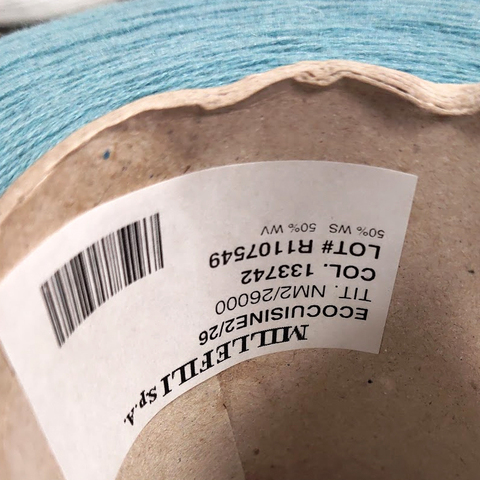 MILLEFILI S.p.A.
ECOCUISINE2/26
TIT. NM2/26000
COL. 133742
LOT# R1107549
50% WS 50% WV